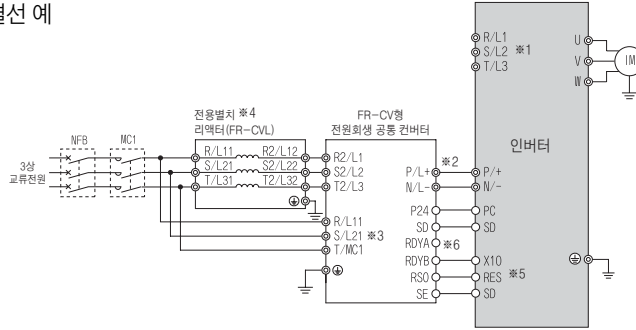 결선 예
R/L1
S/L2 ※1
T/L3
U
V
W
IM
인버터
전용별치 ※4
리액터(FR-CVL)
FR-CV형
전원회생 공통 컨버터
NFB
MC1
3상
교류전원
R/L11
R2/L12
S/L21
S2/L22
T/L31
T2/L32
R2/L1
S2/L2
T2/L3
R/L11
S/L21 ※3
T/MC1
P/L+
※2
N/L-
P24
SD
RDYA ※6
RDYB
RSO
SE
P/+
N/-
PC
SD
X10
RES ※5
SD